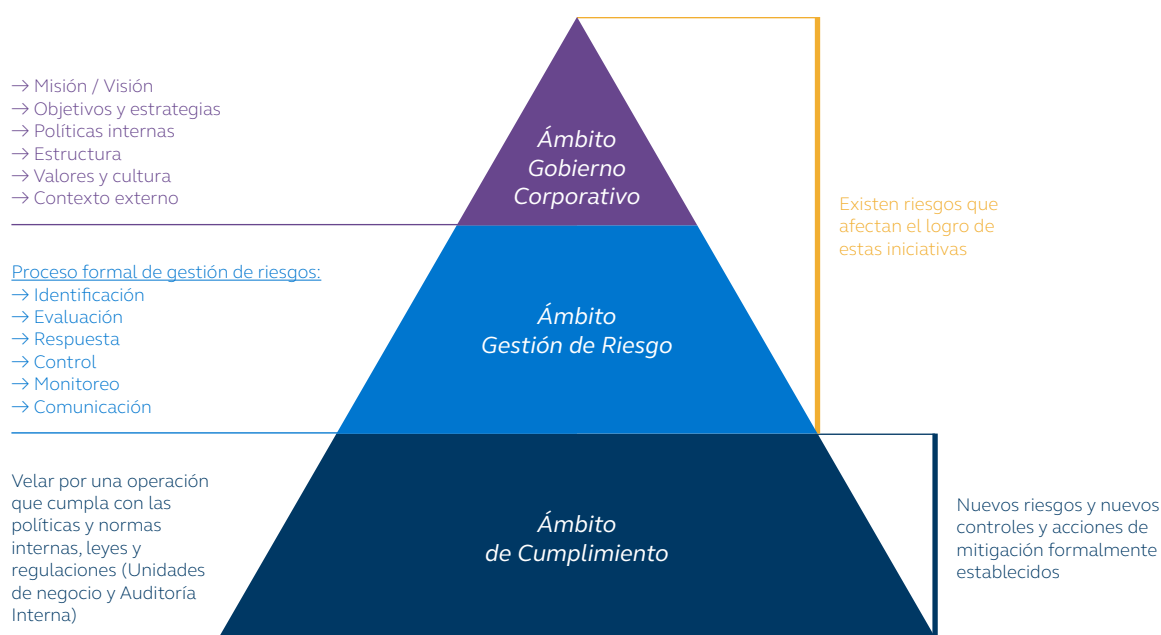 → Misión / Visión
→ Objetivos y estrategias
→ Políticas internas
→ Estructura
→ Valores y cultura
→ Contexto externo
Ámbito
Gobierno
Corporativo
Existen riesgos que
afectan el logro de
estas iniciativas
Proceso formal de gestión de riesgos:
→ Identificación
→ Evaluación
→ Respuesta
→ Control
→ Monitoreo
→ Comunicación
Ámbito
Gestión de Riesgo
Velar por una operación
que cumpla con las
políticas y normas
internas, leyes y
regulaciones (Unidades
de negocio y Auditoría
Interna)
Ámbito
de Cumplimiento
Nuevos riesgos y nuevos
controles y acciones de
mitigación formalmente
establecidos